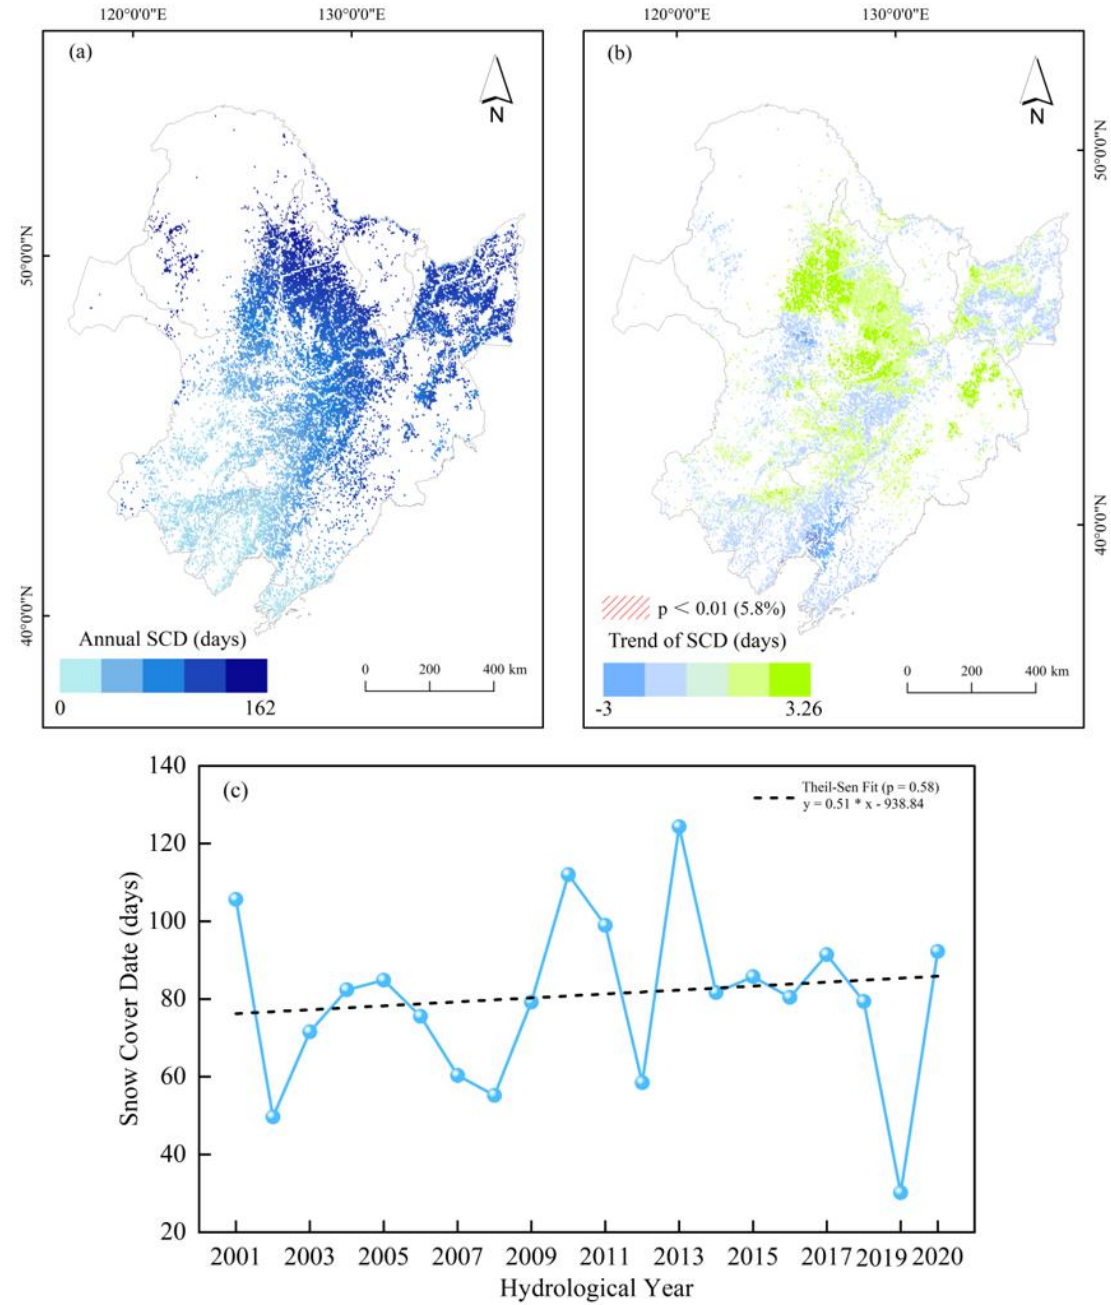 120°0'0"E 130°0'0"E
120°0'0"E 130°0'0"E
(a)
N
50°0'0"N
40°0'0"N
Annual SCD (days)
0 162
0 200 400 km
(b)
N
50°0'0"N
40°0'0"N
p < 0.01 (5.8%)
Trend of SCD (days)
-3 3.26
0 200 400 km
(c)
Theil-Sen Fit (p = 0.58)
y = 0.51 * x - 938.84
Snow Cover Date (days)
140
120
100
80
60
40
20
2001 2003 2005 2007 2009 2011 2013 2015 2017 2019 2020
Hydrological Year